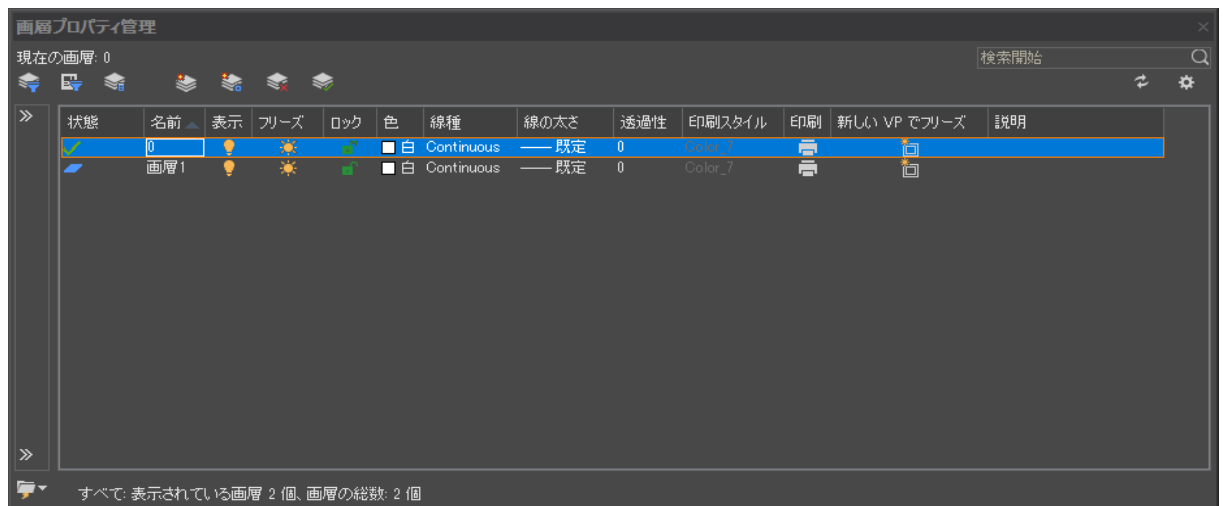 画層プロパティ管理
現在の画層: 0
検索開始
状態 名前 表示 フリーズ ロック 色 線種 線の太さ 透過性 印刷スタイル 印刷 新しい VP でフリーズ 説明
0 白 Continuous 既定 0 Color_7
画層1 白 Continuous 既定 0 Color_7
すべて: 表示されている画層 2 個、画層の総数: 2 個